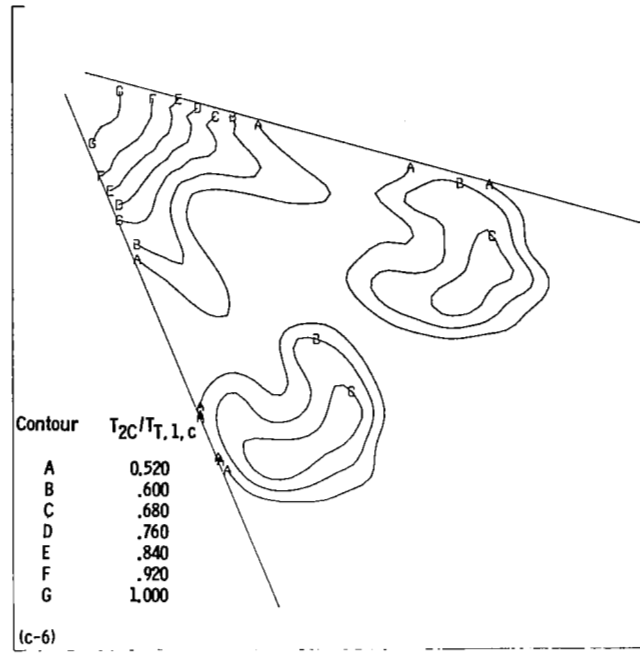 G F E D C B A
A B A
G
F
E
D
G
B
A
C
B
C
A
A
A
A
Contour T2C/TT, 1, c
A 0.520
B .600
C .680
D .760
E .840
F .920
G 1.000
(c-6)